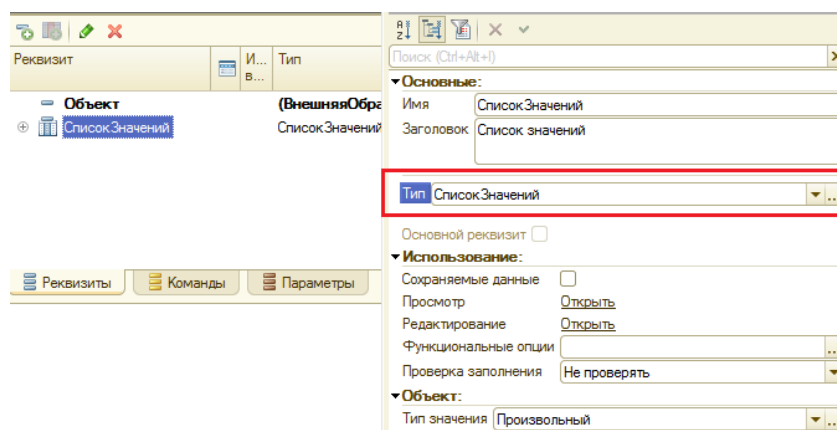 Реквизит
И...
в...
Тип
Объект
(ВнешняяОбра
СписокЗначений
СписокЗначений
Реквизиты
Команды
Параметры
Поиск (Ctrl+Alt+I)
Основные:
Имя
СписокЗначений
Заголовок
Список значений
Тип
СписокЗначений
...
Основной реквизит
Использование:
Сохраняемые данные
Просмотр
Открыть
Редактирование
Открыть
Функциональные опции
...
Проверка заполнения
Не проверять
Объект:
Тип значения
Произвольный
...